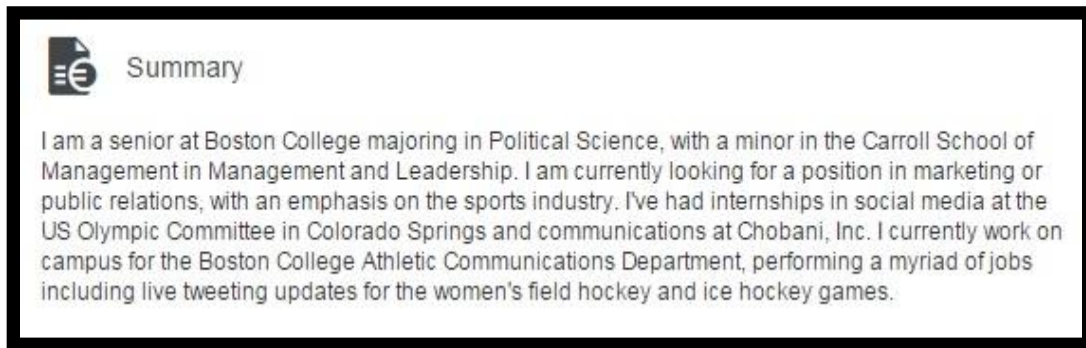 Summary
I am a senior at Boston College majoring in Political Science, with a minor in the Carroll School of
Management in Management and Leadership. I am currently looking for a position in marketing or
public relations, with an emphasis on the sports industry. I've had internships in social media at the
US Olympic Committee in Colorado Springs and communications at Chobani, Inc. I currently work on
campus for the Boston College Athletic Communications Department, performing a myriad of jobs
including live tweeting updates for the women's field hockey and ice hockey games.